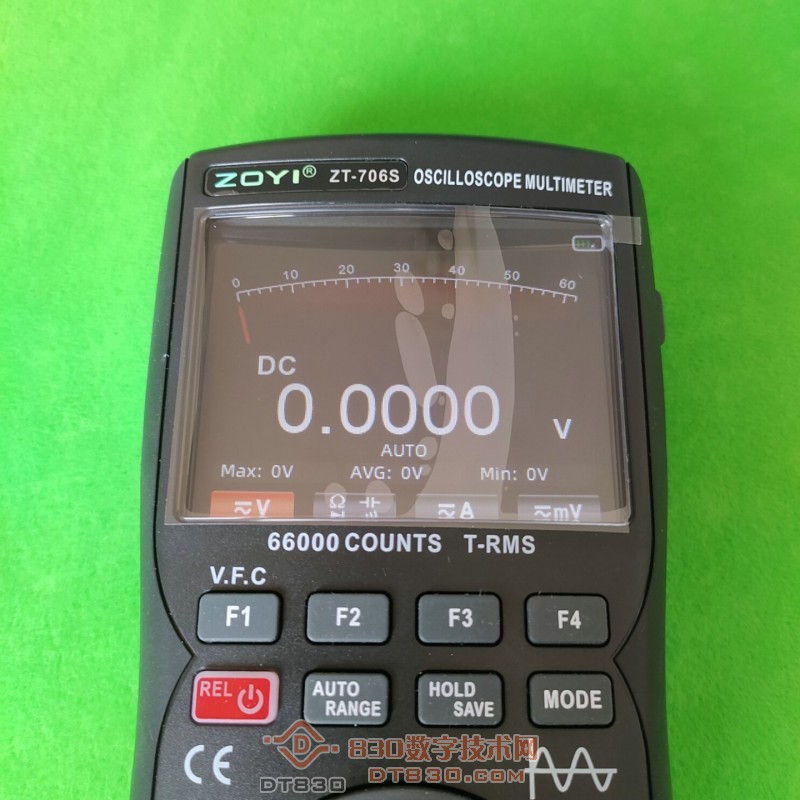 ZOYI® ZT-706S OSCILLOSCOPE MULTIMETER
0 10 20 30 40 50 60
DC
0.0000 V
AUTO
Max: 0V AVG: 0V Min: 0V
V Ω A mV
66000 COUNTS T-RMS
V.F.C
F1 F2 F3 F4
REL AUTO RANGE HOLD SAVE MODE
CE
830数字技术网
DT830 DT830.com